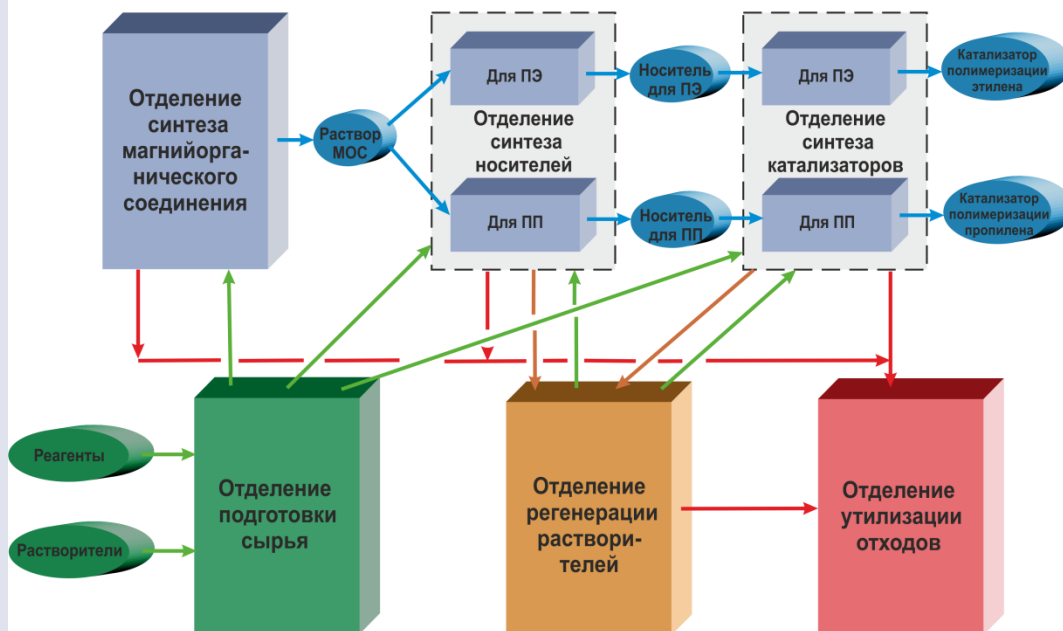 Отделение
синтеза
магнийорга-
нического
соединения
Раствор
МОС
Для ПЭ
Отделение
синтеза
носителей
Для ПП
Носитель
для ПЭ
Носитель
для ПП
Для ПЭ
Отделение
синтеза
катализаторов
Для ПП
Катализатор
полимеризации
этилена
Катализатор
полимеризации
пропилена
Реагенты
Растворители
Отделение
подготовки
сырья
Отделение
регенерации
раствори-
телей
Отделение
утилизации
отходов